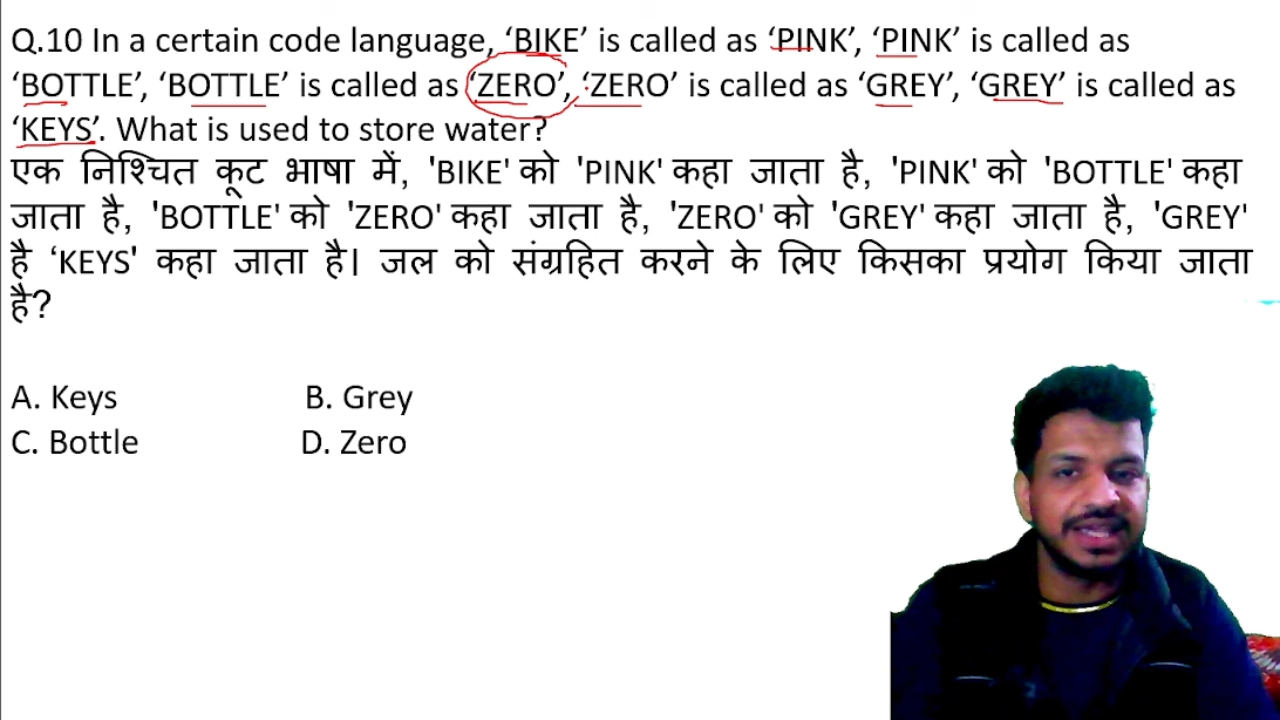 Q.10 In a certain code language, ‘BIKE’ is called as ‘PINK’, ‘PINK’ is called as
‘BOTTLE’, ‘BOTTLE’ is called as ‘ZERO’, ‘ZERO’ is called as ‘GREY’, ‘GREY’ is called as
‘KEYS’. What is used to store water?
एक निश्चित कूट भाषा में, 'BIKE' को 'PINK' कहा जाता है, 'PINK' को 'BOTTLE' कहा
जाता है, 'BOTTLE' को 'ZERO' कहा जाता है, 'ZERO' को 'GREY' कहा जाता है, 'GREY'
है ‘KEYS' कहा जाता है। जल को संग्रहित करने के लिए किसका प्रयोग किया जाता
है?
A. Keys B. Grey
C. Bottle D. Zero